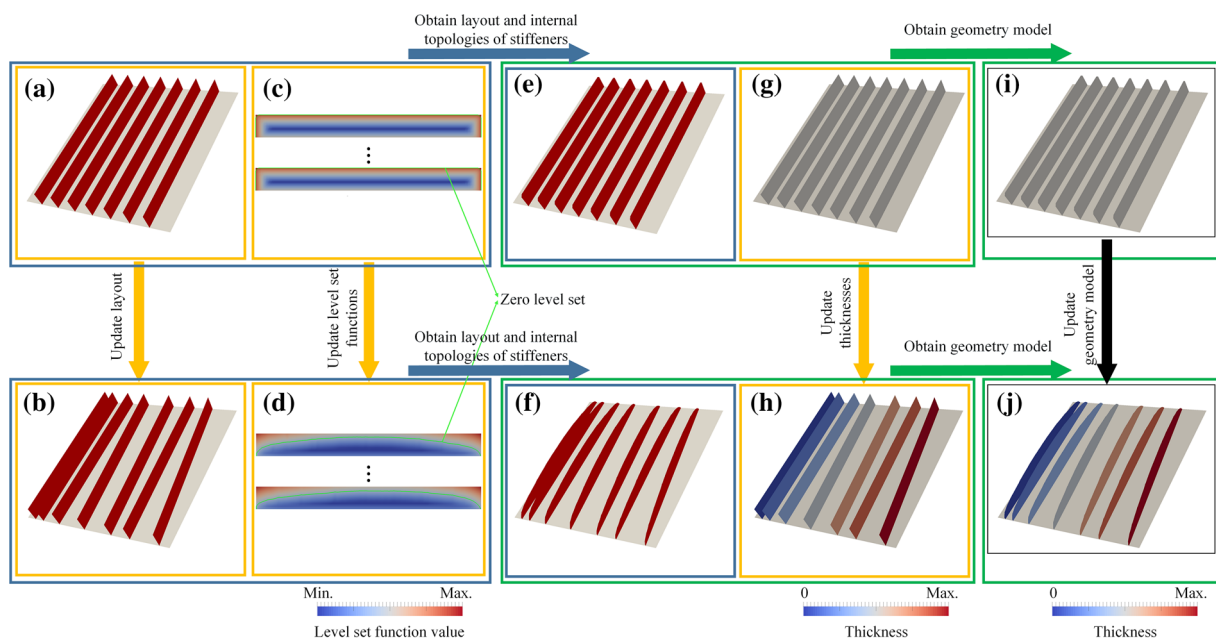 Obtain layout and internal
topologies of stiffeners
Obtain geometry model
(a)
(c)
(e)
(g)
(i)
Update layout
Update level set
functions
Zero level set
Update
thicknesses
Update
geometry model
Obtain layout and internal
topologies of stiffeners
Obtain geometry model
(b)
(d)
(f)
(h)
(j)
Min.
Max.
Level set function value
0
Max.
Thickness
0
Max.
Thickness